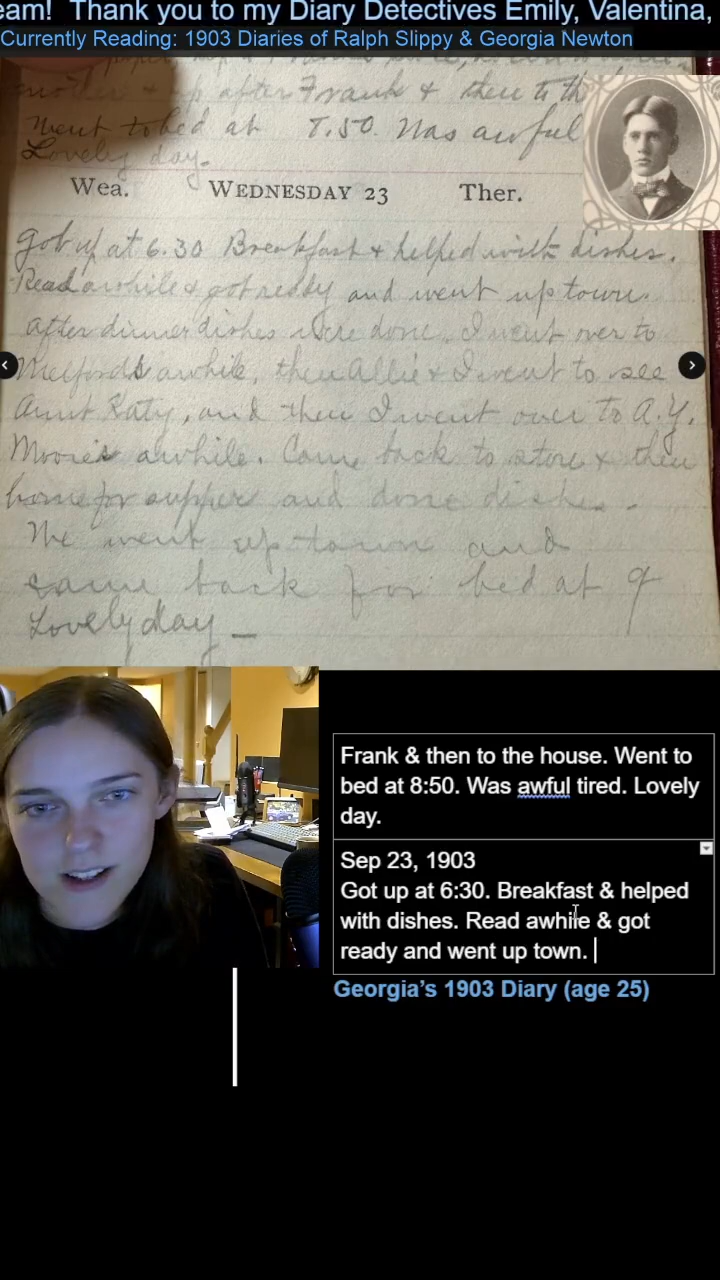 eam! Thank you to my Diary Detectives Emily, Valentina,
Currently Reading: 1903 Diaries of Ralph Slippy & Georgia Newton
after Frank & then to th
Went to bed at 8.50. Was awful
Lovely day.
Wea. WEDNESDAY 23 Ther.
Got up at 6.30 Breakfast & helped with dishes.
Read awhile & got ready and went up town.
After dinner dishes were done, I went over to
Melfords awhile, then Allie & I went to see
Aunt Katy, and then I went over to A.Y.
Moore's awhile. Came back to store & then
home for supper and done dishes.
We went up town and
came back for bed at 9
Lovely day —
Frank & then to the house. Went to
bed at 8:50. Was awful tired. Lovely
day.
Sep 23, 1903
Got up at 6:30. Breakfast & helped
with dishes. Read awhile & got
ready and went up town.
Georgia's 1903 Diary (age 25)